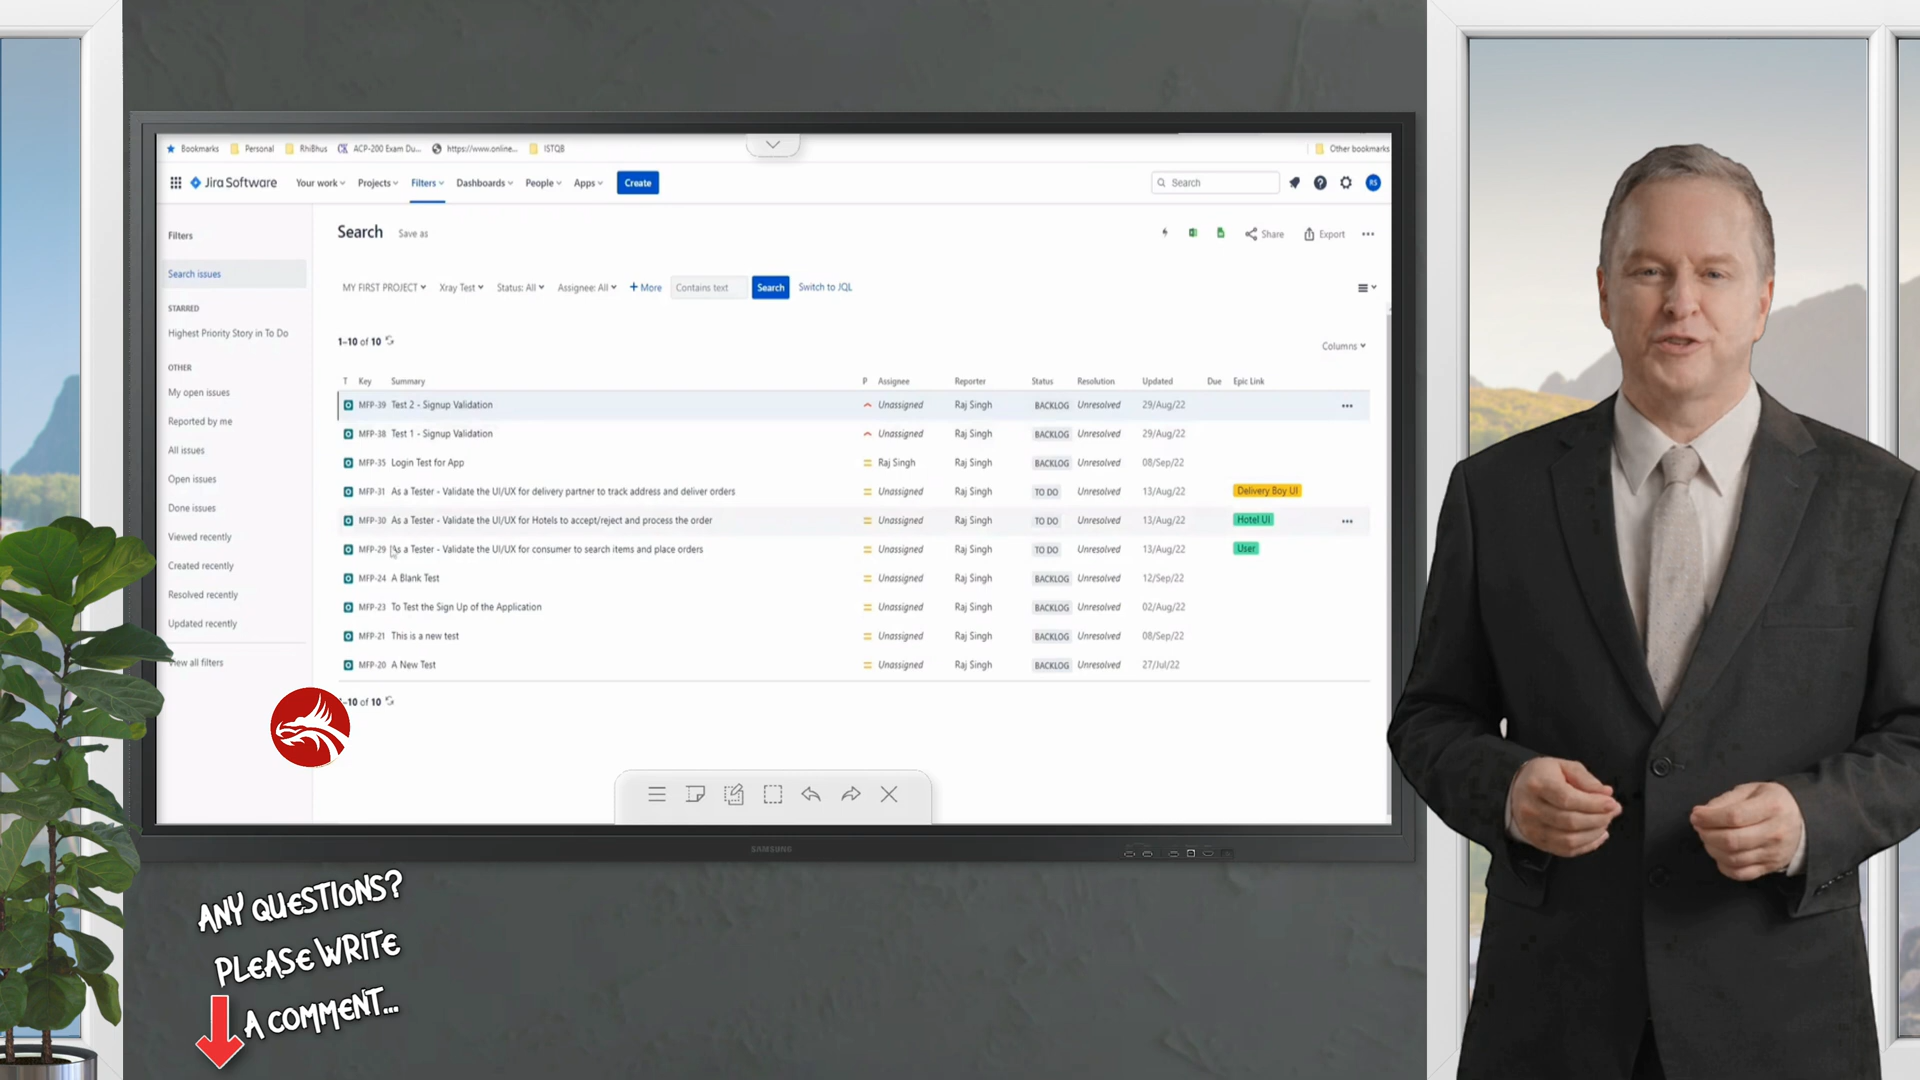 Bookmarks Personal RhiBhus ACP-200 Exam Du... https://www.online... ISTQB Other bookmarks
Jira Software Your work Projects Filters Dashboards People Apps Create Search RS
Filters
Search issues
STARRED
Highest Priority Story in To Do
OTHER
My open issues
Reported by me
All issues
Open issues
Done issues
Viewed recently
Created recently
Resolved recently
Updated recently
View all filters
Search Save as Share Export
MY FIRST PROJECT Xray Test Status: All Assignee: All + More Contains text Search Switch to JQL
1–10 of 10
Columns
T Key Summary P Assignee Reporter Status Resolution Updated Due Epic Link
MFP-39 Test 2 - Signup Validation Unassigned Raj Singh BACKLOG Unresolved 29/Aug/22
MFP-38 Test 1 - Signup Validation Unassigned Raj Singh BACKLOG Unresolved 29/Aug/22
MFP-35 Login Test for App Raj Singh Raj Singh BACKLOG Unresolved 08/Sep/22
MFP-31 As a Tester - Validate the UI/UX for delivery partner to track address and deliver orders Unassigned Raj Singh TO DO Unresolved 13/Aug/22 Delivery Boy UI
MFP-30 As a Tester - Validate the UI/UX for Hotels to accept/reject and process the order Unassigned Raj Singh TO DO Unresolved 13/Aug/22 Hotel UI
MFP-29 As a Tester - Validate the UI/UX for consumer to search items and place orders Unassigned Raj Singh TO DO Unresolved 13/Aug/22 User
MFP-24 A Blank Test Unassigned Raj Singh BACKLOG Unresolved 12/Sep/22
MFP-23 To Test the Sign Up of the Application Unassigned Raj Singh BACKLOG Unresolved 02/Aug/22
MFP-21 This is a new test Unassigned Raj Singh BACKLOG Unresolved 08/Sep/22
MFP-20 A New Test Unassigned Raj Singh BACKLOG Unresolved 27/Jul/22
–10 of 10
SAMSUNG
ANY QUESTIONS?
PLEASE WRITE
A COMMENT...